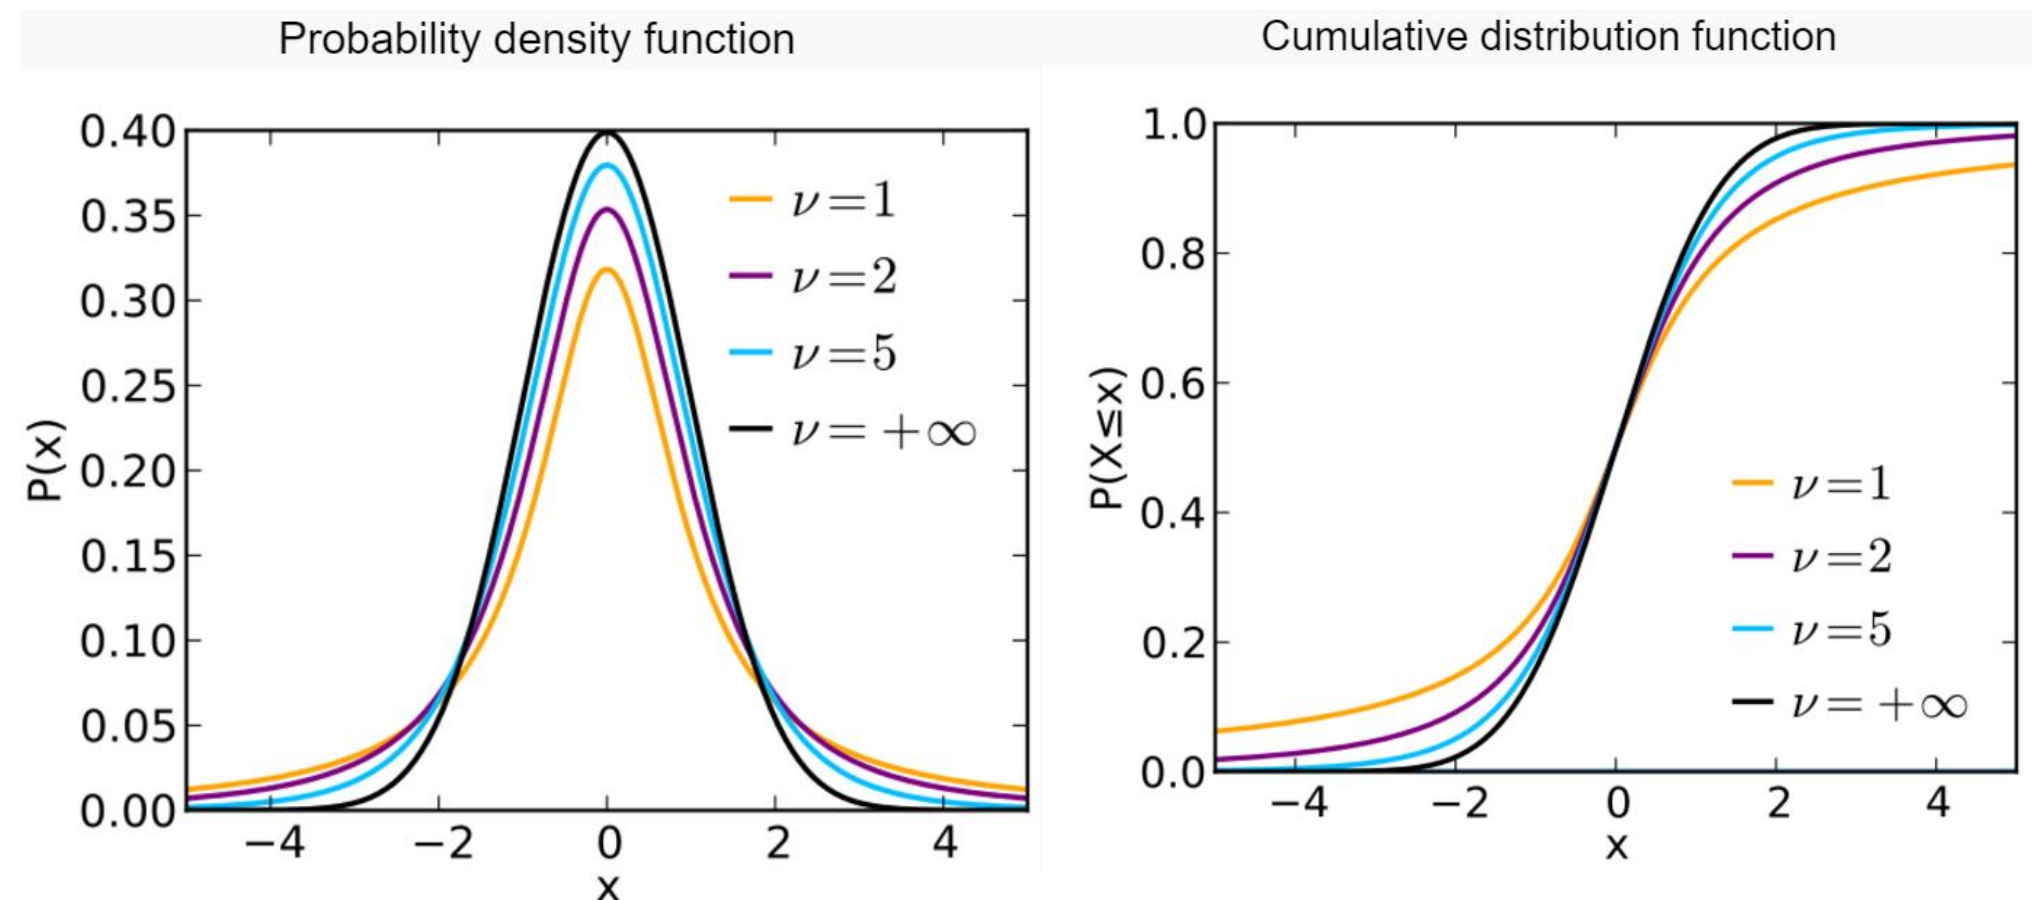 Probability density function
0.40
0.35
0.30
0.25
0.20
0.15
0.10
0.05
0.00
P(x)
−4 −2 0 2 4
x
ν=1
ν=2
ν=5
ν=+∞
Cumulative distribution function
1.0
0.8
0.6
0.4
0.2
0.0
P(X≤x)
−4 −2 0 2 4
x
ν=1
ν=2
ν=5
ν=+∞